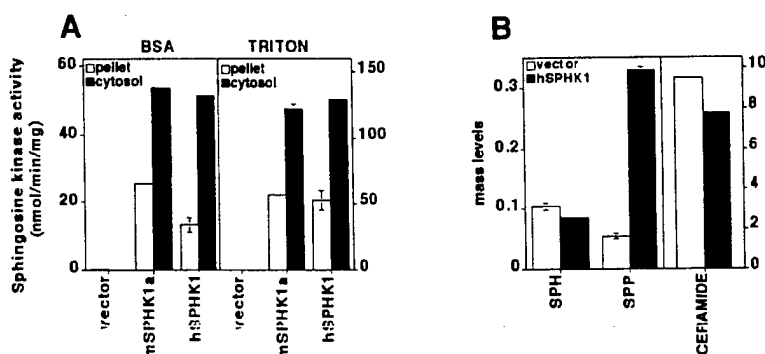 A
BSA
TRITON
Sphingosine kinase activity
(nmol/min/mg)
60
40
20
0
pellet
cytosol
pellet
cytosol
150
100
50
0
vector
mSPHK1a
hSPHK1
vector
mSPHK1a
hSPHK1
B
mass levels
0.3
0.2
0.1
0
vector
hSPHK1
10
8
6
4
2
0
SPH
SPP
CERAMIDE